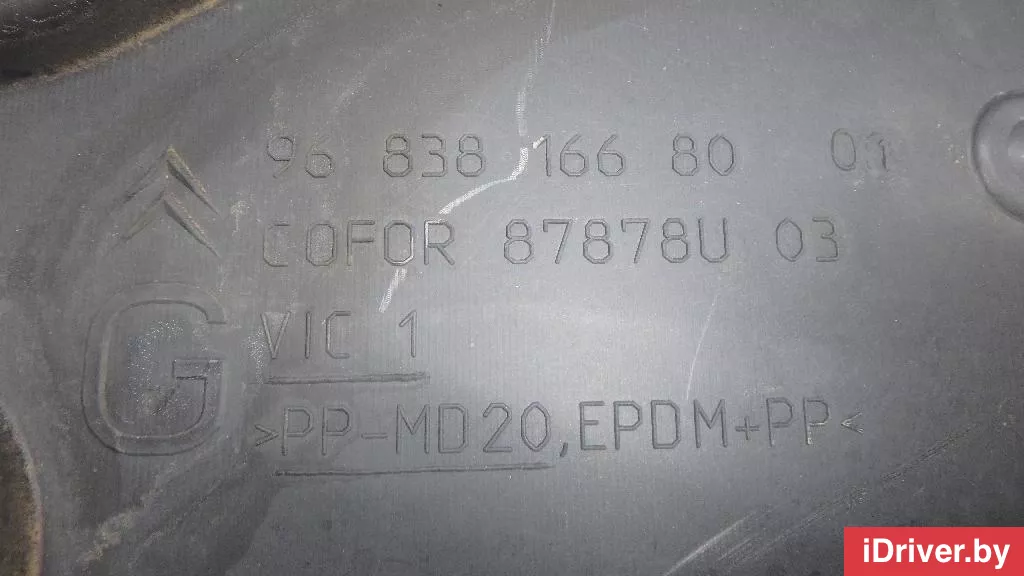 96 838 166 80 01
COFOR 87878U 03
G
VIC 1
>PP-MD20,EPDM+PP<
iDriver.by